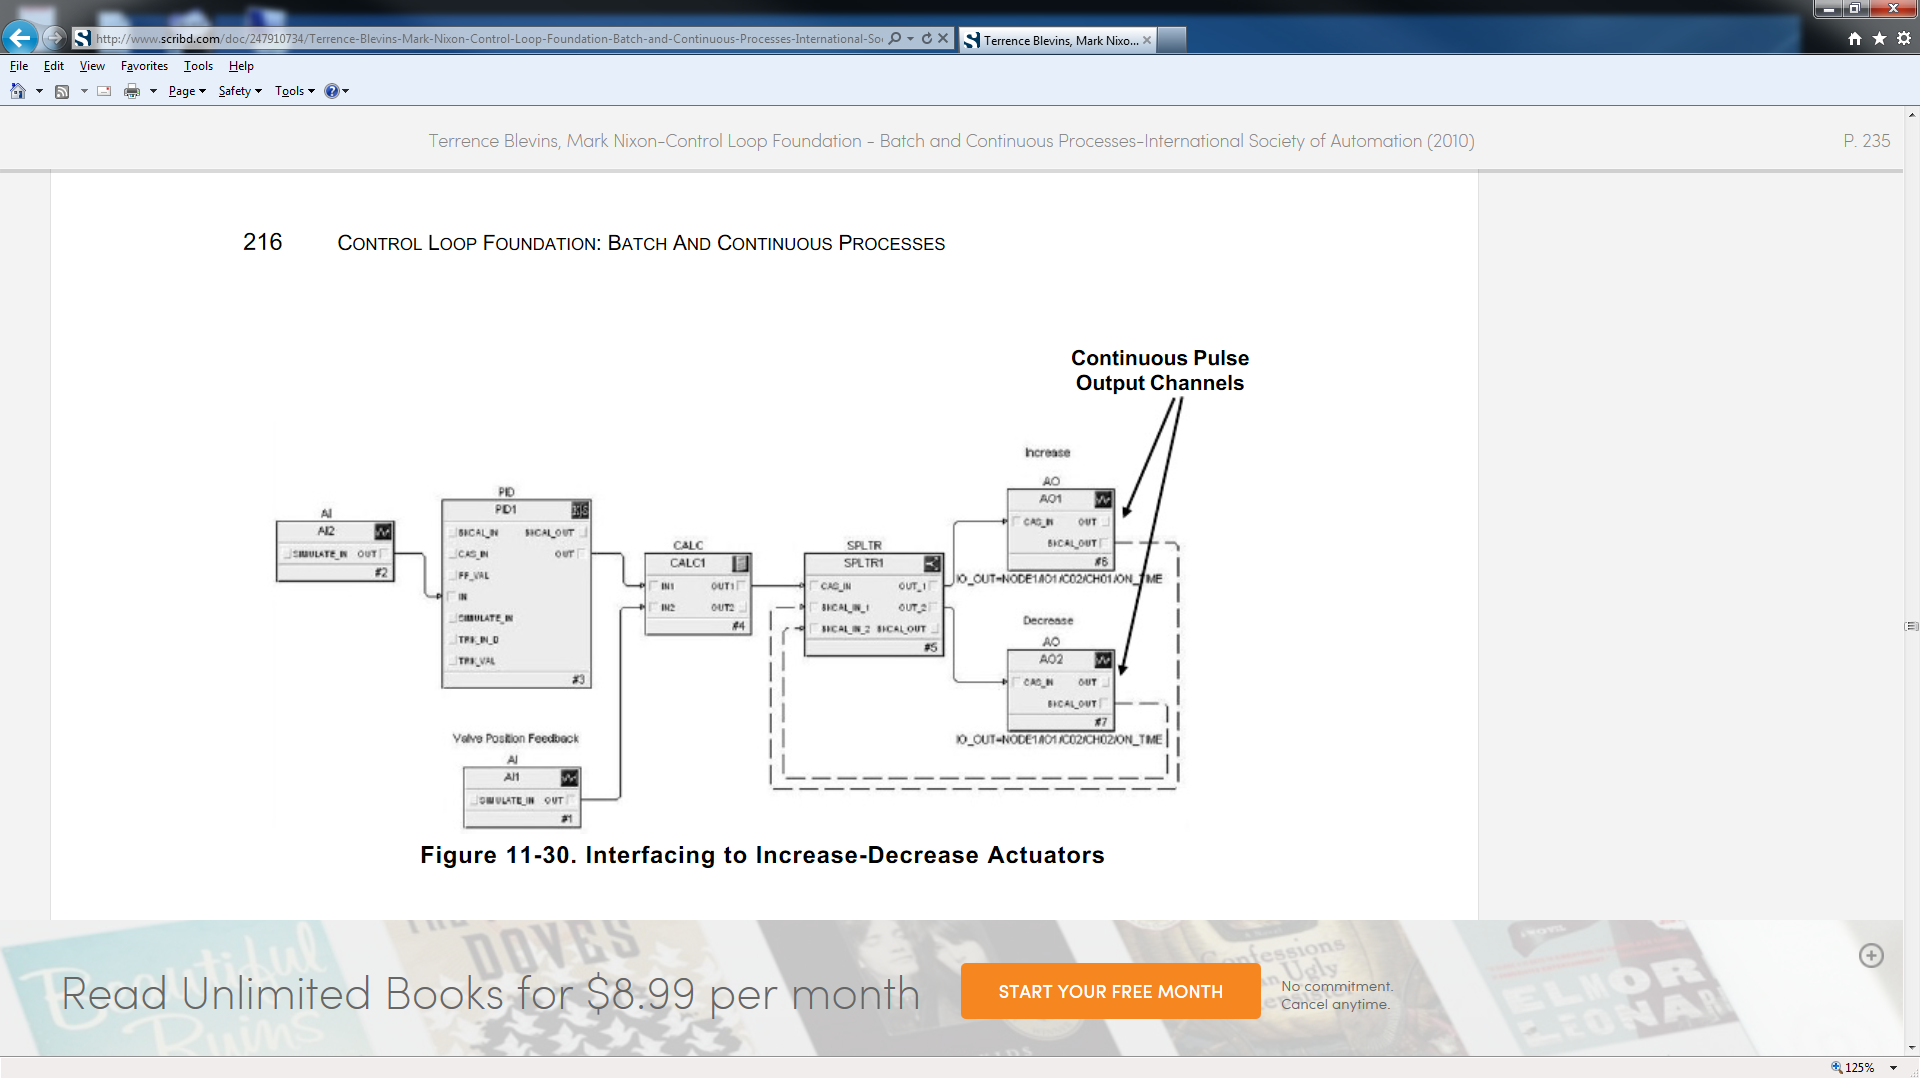 http://www.scribd.com/doc/247910734/Terrence-Blevins-Mark-Nixon-Control-Loop-Foundation-Batch-and-Continuous-Processes-International-So
Terrence Blevins, Mark Nixo...
File Edit View Favorites Tools Help
Page Safety Tools
Terrence Blevins, Mark Nixon-Control Loop Foundation - Batch and Continuous Processes-International Society of Automation (2010)
P. 235
216 CONTROL LOOP FOUNDATION: BATCH AND CONTINUOUS PROCESSES
Continuous Pulse
Output Channels
Increase
AO
AO1
CAS_IN OUT
BKCAL_OUT
#6
IO_OUT=NODE1/IO1/C02/CH01/ON_TIME
AI
AI2
SIMULATE_IN OUT
#2
PID
PID1
BKCAL_IN BKCAL_OUT
CAS_IN OUT
FF_VAL
IN
SIMULATE_IN
TRK_IN_D
TRK_VAL
#3
CALC
CALC1
IN1 OUT1
IN2 OUT2
#4
SPLTR
SPLTR1
CAS_IN OUT_1
BKCAL_IN_1 OUT_2
BKCAL_IN_2 BKCAL_OUT
#5
Decrease
AO
AO2
CAS_IN OUT
BKCAL_OUT
#7
IO_OUT=NODE1/IO1/C02/CH02/ON_TIME
Valve Position Feedback
AI
AI1
SIMULATE_IN OUT
#1
Figure 11-30. Interfacing to Increase-Decrease Actuators
Beautiful
Ruins
DOVES
Confessions
Ugly
ELMOR
LEONAR
Read Unlimited Books for $8.99 per month
START YOUR FREE MONTH
No commitment.
Cancel anytime.
125%